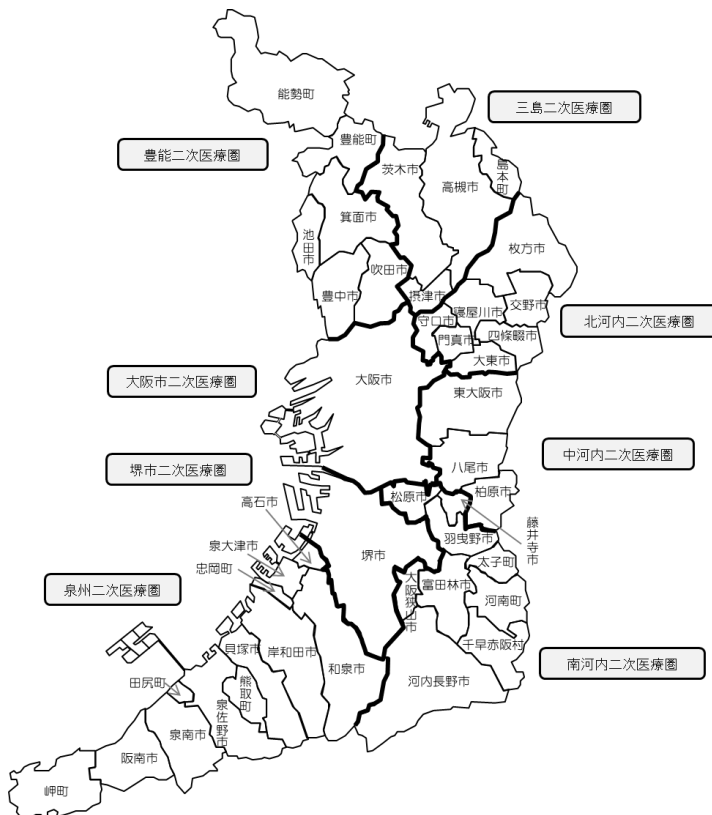 能勢町
三島二次医療圏
豊能町
豊能二次医療圏
茨木市
高槻市
島本町
箕面市
池田市
枚方市
吹田市
豊中市
摂津市
交野市
寝屋川市
守口市
北河内二次医療圏
門真市
四條畷市
大東市
大阪市二次医療圏
大阪市
東大阪市
堺市二次医療圏
八尾市
中河内二次医療圏
松原市
柏原市
高石市
藤井寺市
羽曳野市
泉大津市
堺市
太子町
忠岡町
大阪狭山市
富田林市
泉州二次医療圏
河南町
千早赤阪村
貝塚市
岸和田市
和泉市
南河内二次医療圏
河内長野市
田尻町
熊取町
泉佐野市
泉南市
阪南市
岬町